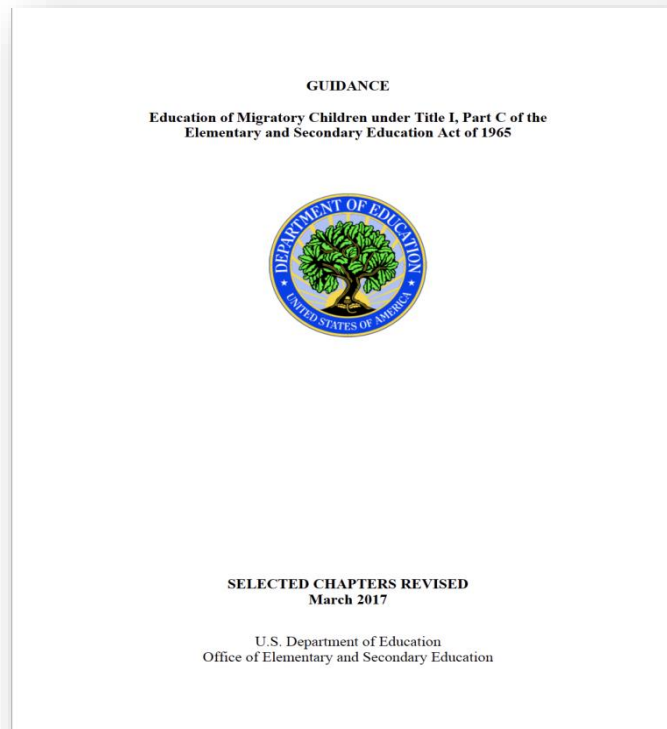 GUIDANCE
Education of Migratory Children under Title I, Part C of the
Elementary and Secondary Education Act of 1965
DEPARTMENT OF EDUCATION
UNITED STATES OF AMERICA
SELECTED CHAPTERS REVISED
March 2017
U.S. Department of Education
Office of Elementary and Secondary Education